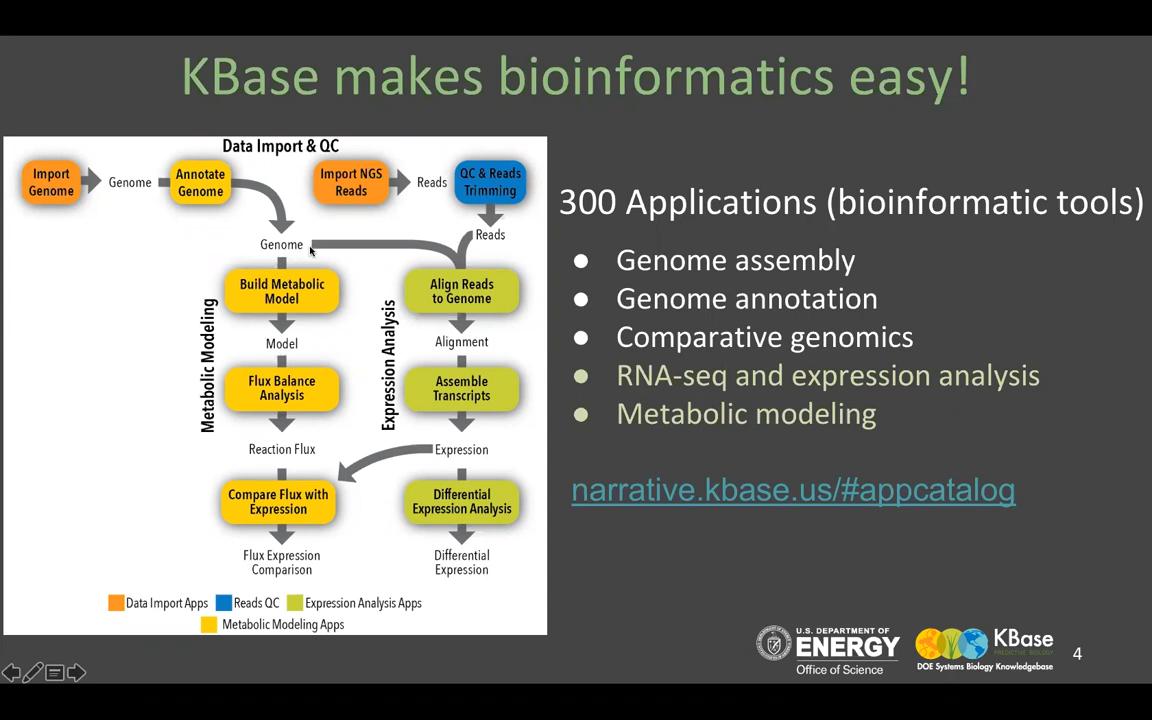 KBase makes bioinformatics easy!
Data Import & QC
Import
Genome
Genome
Annotate
Genome
Import NGS
Reads
Reads
QC & Reads
Trimming
Genome
Reads
Metabolic Modeling
Build Metabolic
Model
Model
Flux Balance
Analysis
Reaction Flux
Compare Flux with
Expression
Flux Expression
Comparison
Expression Analysis
Align Reads
to Genome
Alignment
Assemble
Transcripts
Expression
Differential
Expression Analysis
Differential
Expression
Data Import Apps
Reads QC
Expression Analysis Apps
Metabolic Modeling Apps
300 Applications (bioinformatic tools)
● Genome assembly
● Genome annotation
● Comparative genomics
● RNA-seq and expression analysis
● Metabolic modeling
narrative.kbase.us/#appcatalog
U.S. DEPARTMENT OF
ENERGY
Office of Science
KBase
PREDICTIVE BIOLOGY
DOE Systems Biology Knowledgebase
4